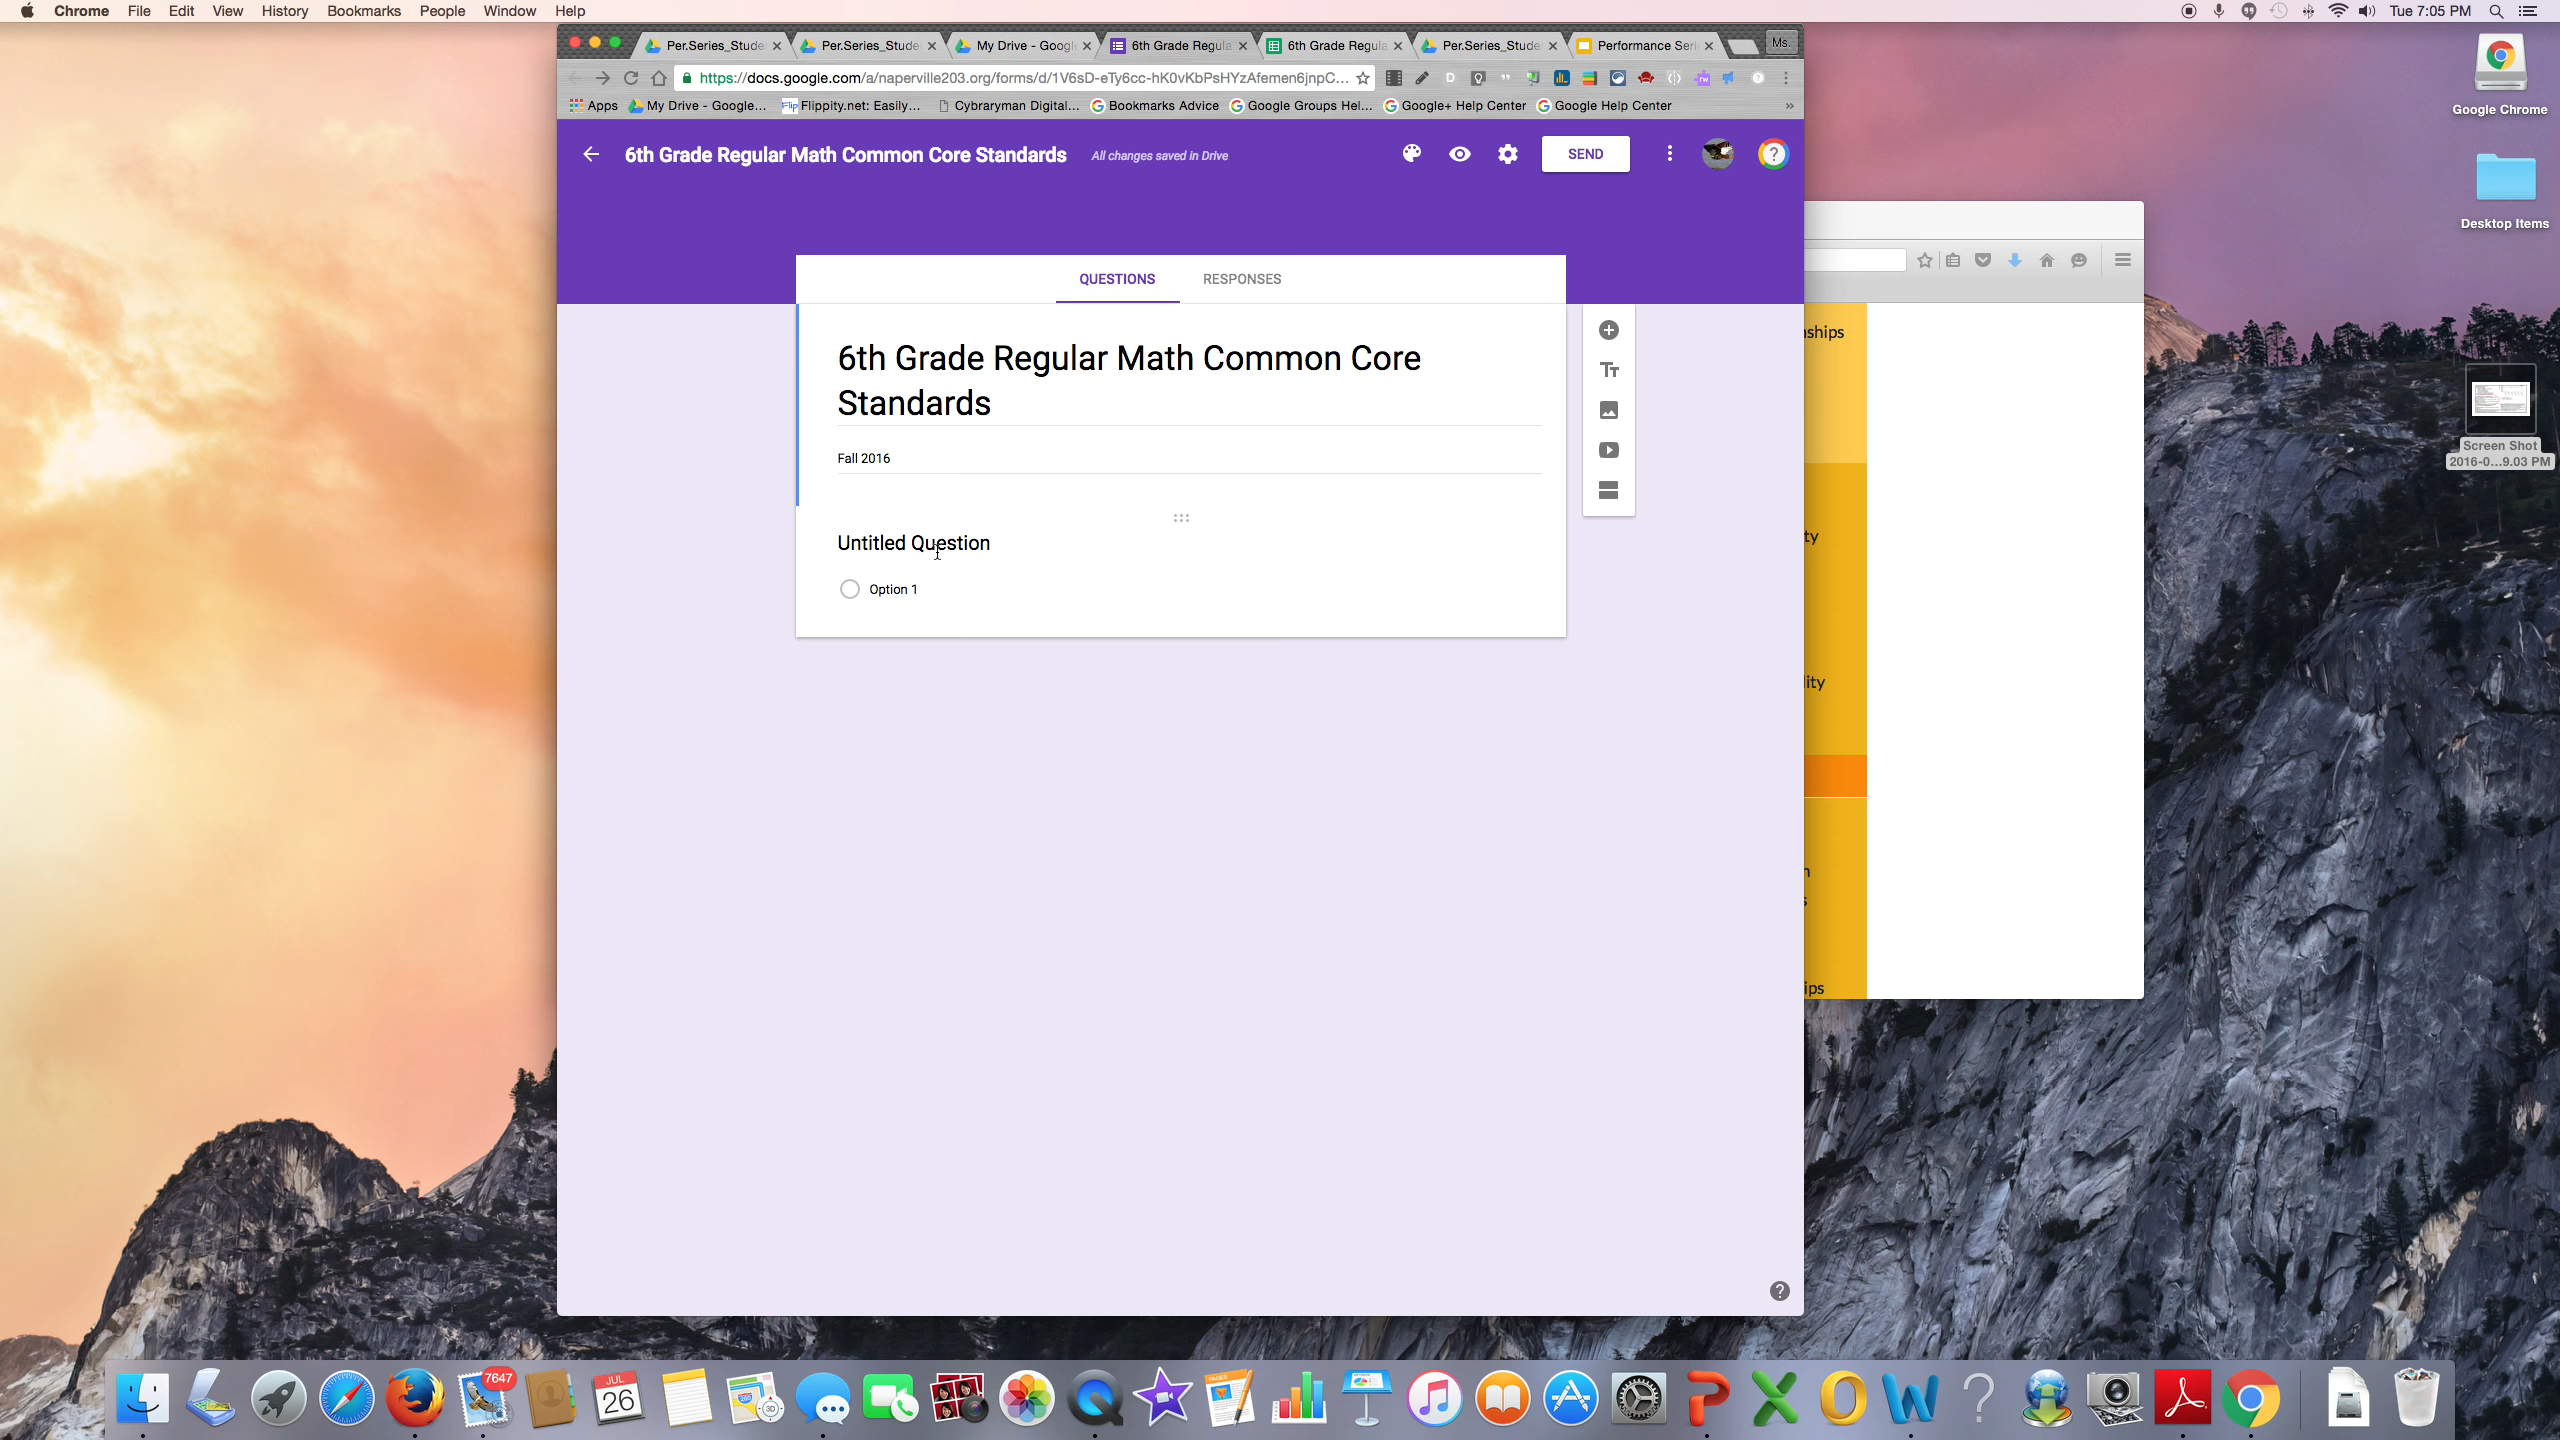 Chrome File Edit View History Bookmarks People Window Help
Tue 7:05 PM
Per.Series_Stude
Per.Series_Stude
My Drive - Googl
6th Grade Regula
6th Grade Regula
Per.Series_Stude
Performance Seri
Ms.
https://docs.google.com/a/naperville203.org/forms/d/1V6sD-eTy6cc-hK0vKbPsHYzAfemen6jnpC...
Apps
My Drive - Google...
Flippity.net: Easily...
Cybraryman Digital...
Bookmarks Advice
Google Groups Hel...
Google+ Help Center
Google Help Center
»
6th Grade Regular Math Common Core Standards
All changes saved in Drive
SEND
QUESTIONS
RESPONSES
6th Grade Regular Math Common Core
Standards
Fall 2016
Untitled Question
Option 1
ships
ty
lity
ips
Google Chrome
Desktop Items
Screen Shot
2016-0...9.03 PM
7647
JUL
26
PAGES
3D